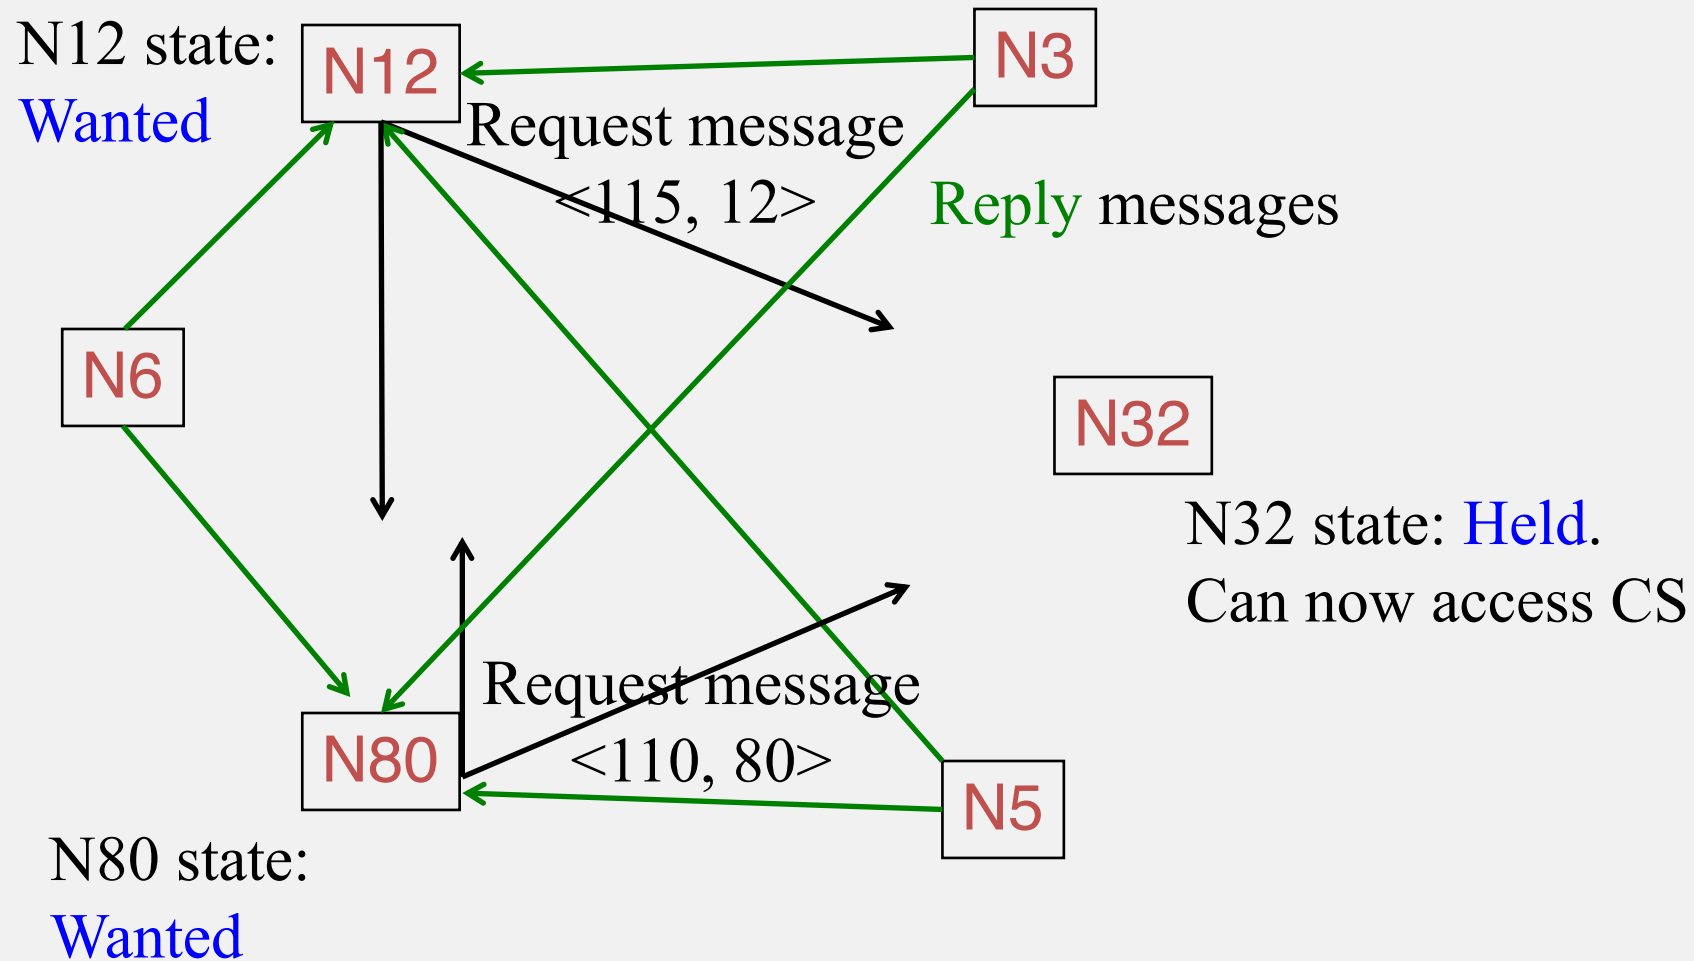 N12 state:
Wanted
N12
N3
Request message
<115, 12>
Reply messages
N6
N32
N32 state: Held.
Can now access CS
Request message
<110, 80>
N80
N5
N80 state:
Wanted